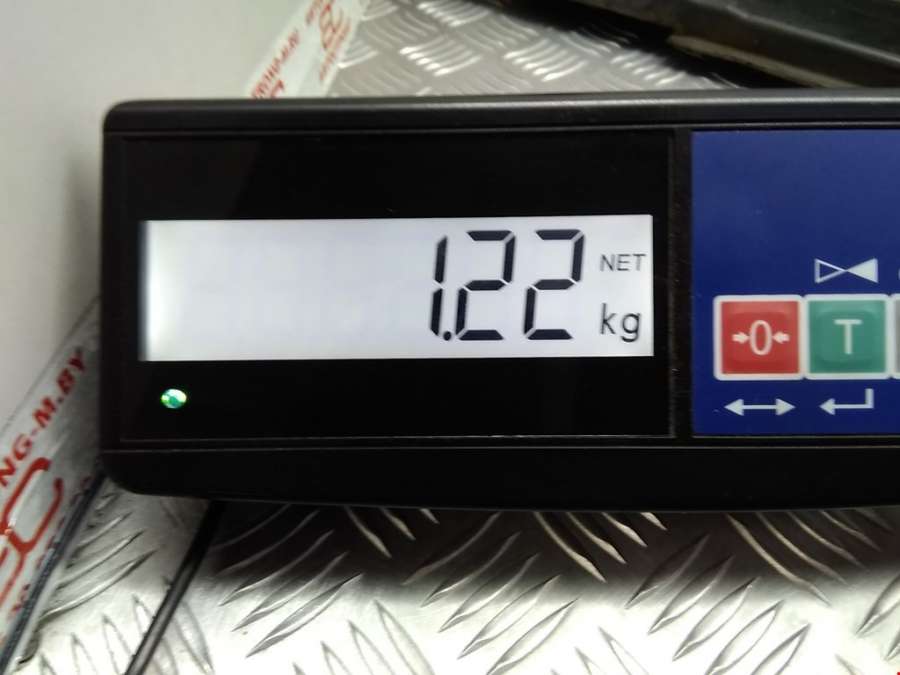 1.22 NET
kg
→0← T
NG-M.BY